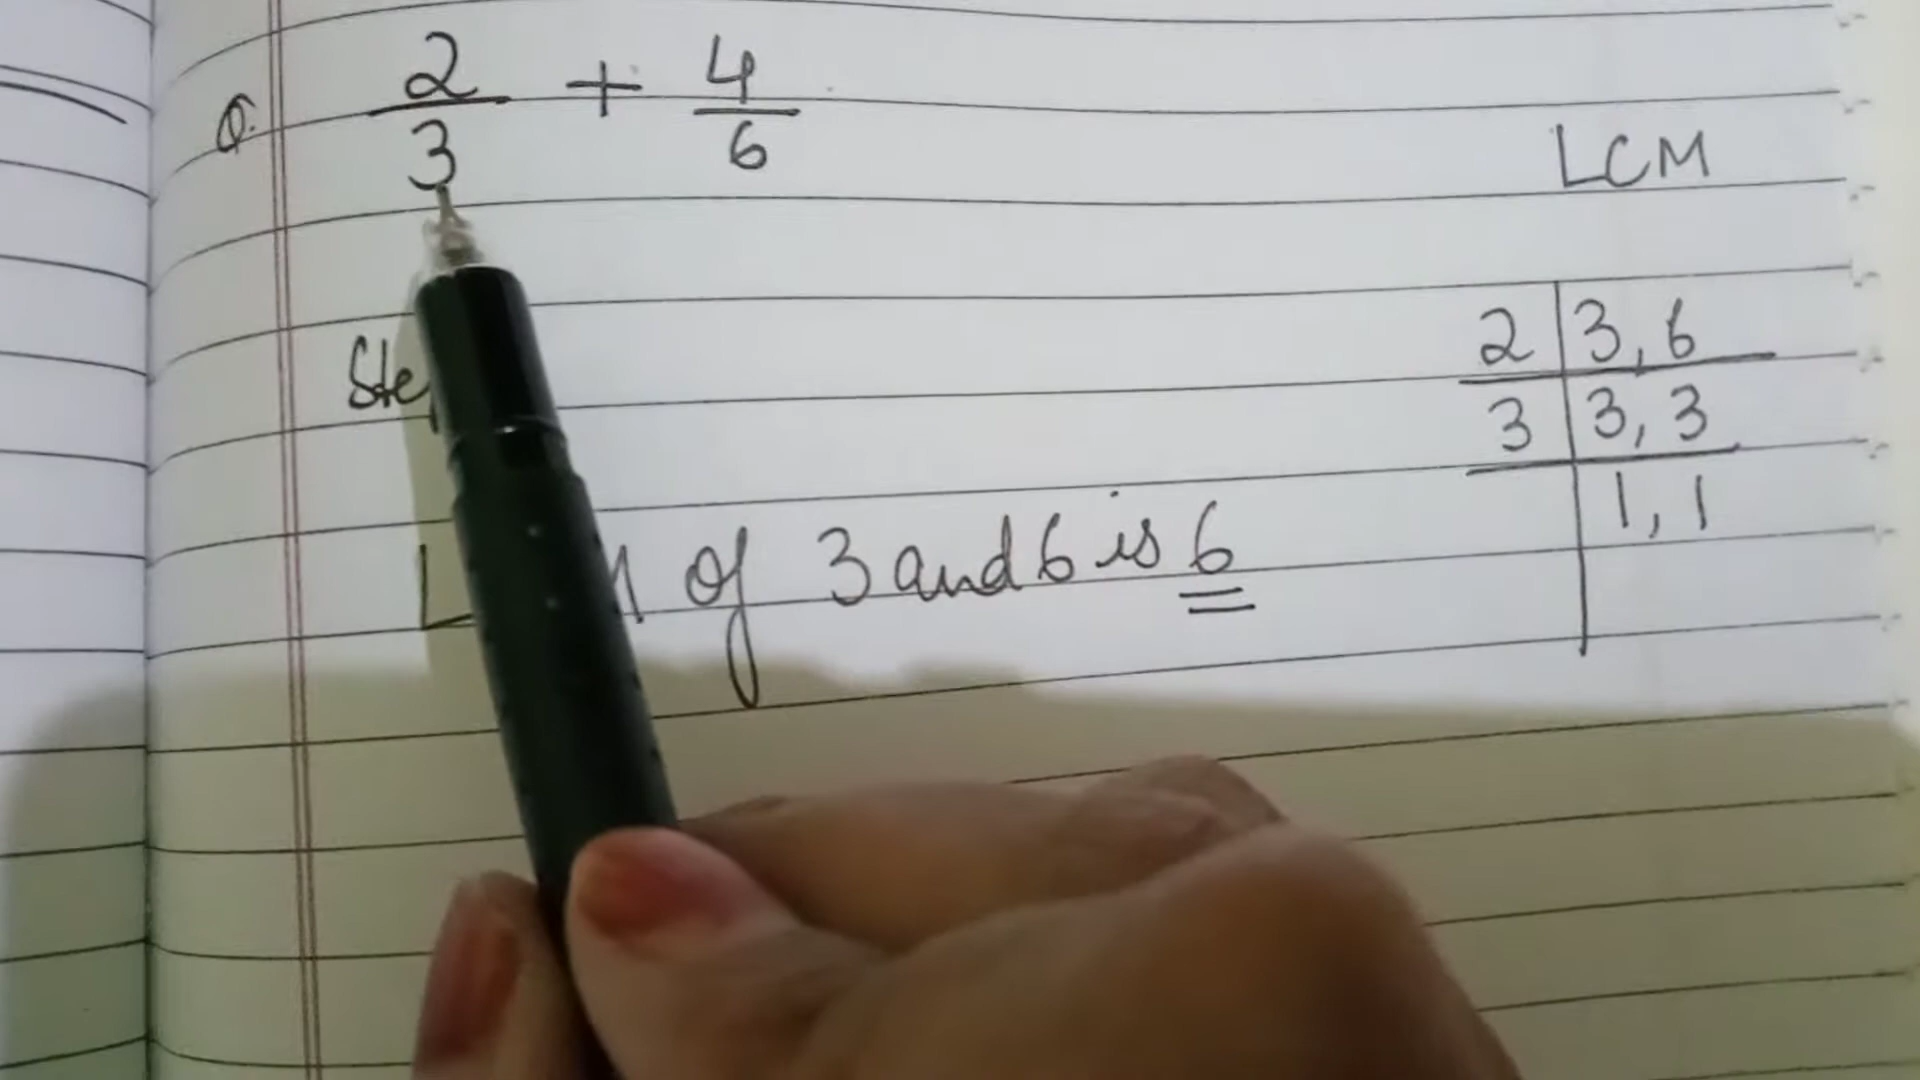 Q. 2/3 + 4/6
LCM
2 | 3, 6
3 | 3, 3
1, 1
of 3 and 6 is 6